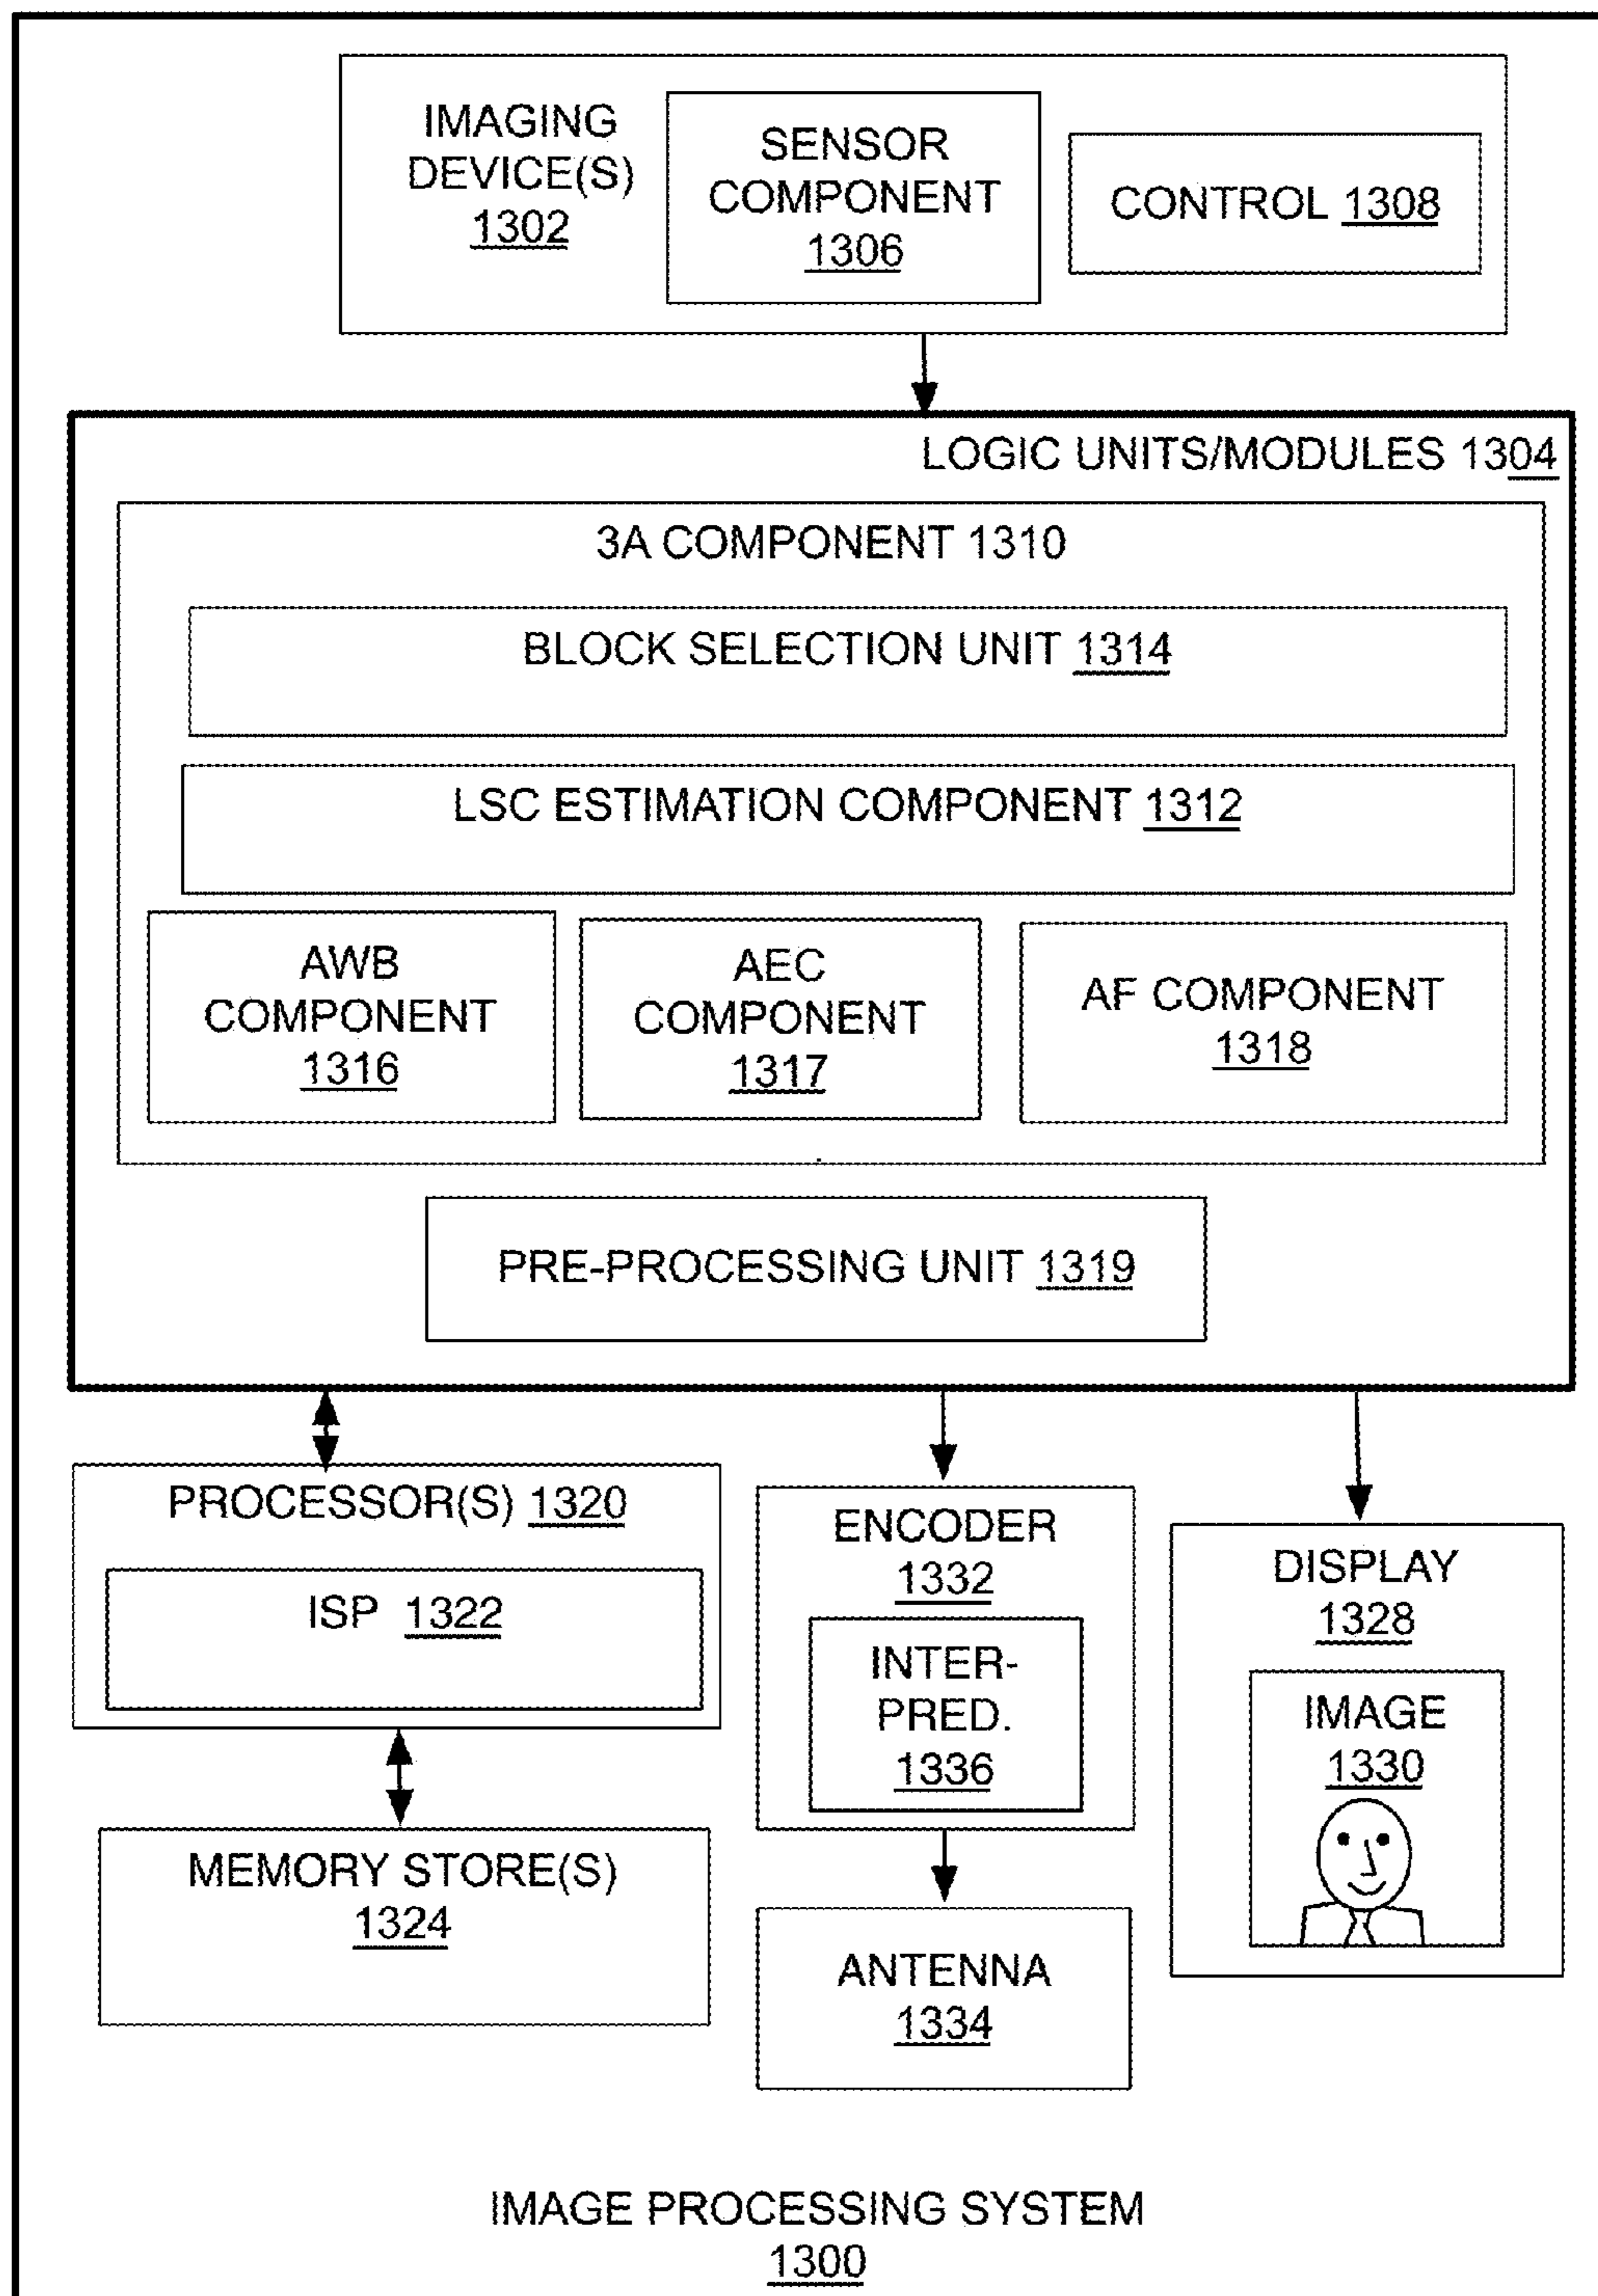 IMAGING
DEVICE(S)
1302
SENSOR
COMPONENT
1306
CONTROL 1308
LOGIC UNITS/MODULES 1304
3A COMPONENT 1310
BLOCK SELECTION UNIT 1314
LSC ESTIMATION COMPONENT 1312
AWB
COMPONENT
1316
AEC
COMPONENT
1317
AF COMPONENT
1318
PRE-PROCESSING UNIT 1319
PROCESSOR(S) 1320
ISP 1322
MEMORY STORE(S)
1324
ENCODER
1332
INTER-
PRED.
1336
ANTENNA
1334
DISPLAY
1328
IMAGE
1330
IMAGE PROCESSING SYSTEM
1300